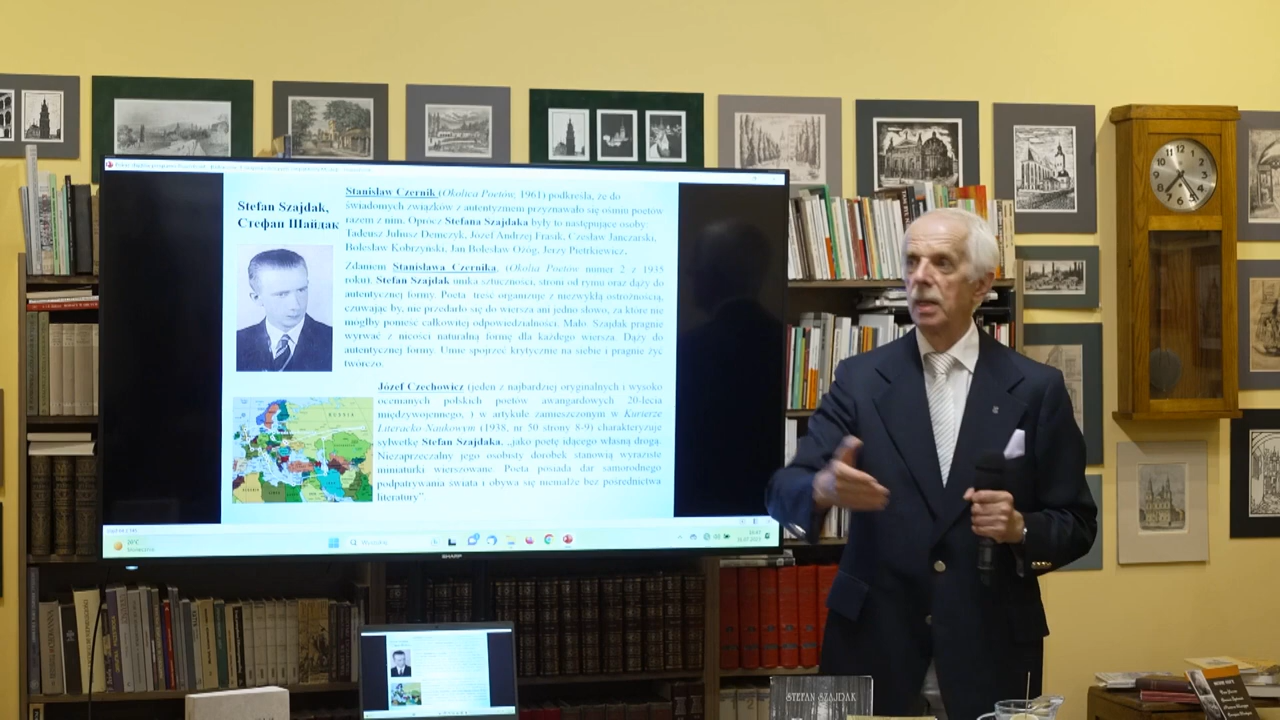 Stefan Szajdak,
Стефан Шайдак
Stanisław Czernik (Okolica Poetów, 1961) podkreśla, że do
świadomych związków z autentyzmem przyznawało się ośmiu poetów
razem z nim. Oprócz Stefana Szajdaka były to następujące osoby:
Tadeusz Juliusz Demczyk, Józef Andrzej Frasik, Czesław Janczarski,
Bolesław Kobrzyński, Jan Bolesław Ożóg, Jerzy Pietrkiewicz.
Zdaniem Stanisława Czernika, (Okolia Poetów numer 2 z 1935
roku), Stefan Szajdak unika sztuczności, stroni od rymu oraz dąży do
autentycznej formy. Poeta treść organizuje z niezwykłą ostrożnością,
czuwając by, nie przedarło się do wiersza ani jedno słowo, za które nie
mógłby ponieść całkowitej odpowiedzialności. Mało. Szajdak pragnie
wyrwać z nicości naturalną formę dla każdego wiersza. Dąży do
autentycznej formy. Umie spojrzeć krytycznie na siebie i pragnie żyć
twórczo.
Józef Czechowicz (jeden z najbardziej oryginalnych i wysoko
ocenianych polskich poetów awangardowych 20-lecia
międzywojennego, ) w artykule zamieszczonym w Kurierze
Literacko-Naukowym (1938, nr 50 strony 8-9) charakteryzuje
sylwetkę Stefan Szajdaka, „jako poetę idącego własną drogą.
Niezaprzeczalny jego osobisty dorobek stanowią wyraziste
miniatury wierszowane. Poeta posiada dar samorodnego
podpatrywania świata i obywa się niemalże bez pośrednictwa
literatury”.
20°C
Słonecznie
Wyszukaj
SHARP
STEFAN SZAJDAK